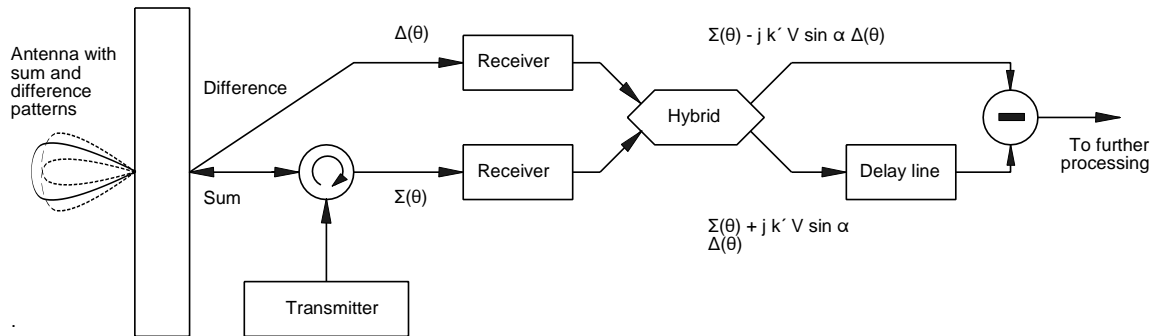 Δ(θ)
Σ(θ) - j k´ V sin α Δ(θ)
Antenna with
sum and
difference
patterns
Receiver
Difference
Hybrid
To further
processing
Sum
Σ(θ)
Receiver
Delay line
Σ(θ) + j k´ V sin α
Δ(θ)
Transmitter
.